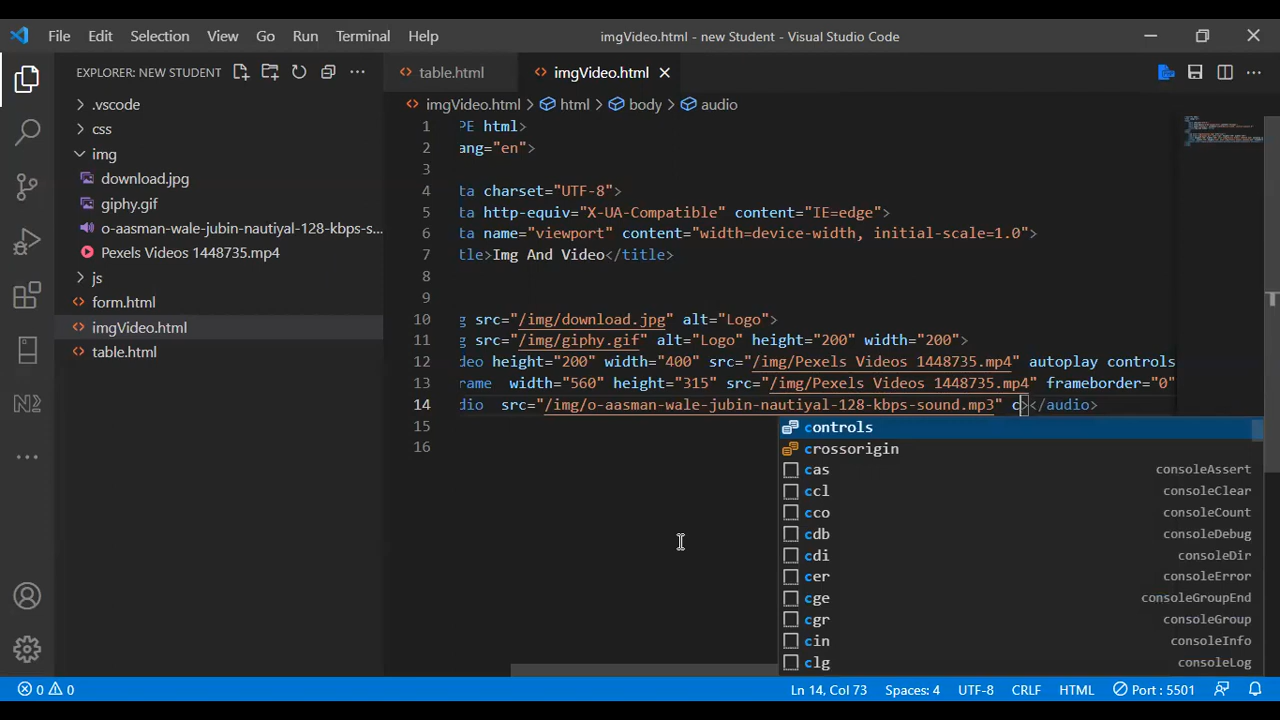 File Edit Selection View Go Run Terminal Help imgVideo.html - new Student - Visual Studio Code
EXPLORER: NEW STUDENT
table.html imgVideo.html
.vscode
css
img
download.jpg
giphy.gif
o-aasman-wale-jubin-nautiyal-128-kbps-s...
Pexels Videos 1448735.mp4
js
form.html
imgVideo.html
table.html
imgVideo.html > html > body > audio
1 PE html>
2 ang="en">
3
4 ta charset="UTF-8">
5 ta http-equiv="X-UA-Compatible" content="IE=edge">
6 ta name="viewport" content="width=device-width, initial-scale=1.0">
7 tle>Img And Video</title>
8
9
10 g src="/img/download.jpg" alt="Logo">
11 g src="/img/giphy.gif" alt="Logo" height="200" width="200">
12 deo height="200" width="400" src="/img/Pexels Videos 1448735.mp4" autoplay controls
13 rame width="560" height="315" src="/img/Pexels Videos 1448735.mp4" frameborder="0"
14 dio src="/img/o-aasman-wale-jubin-nautiyal-128-kbps-sound.mp3" c></audio>
15
16
controls
crossorigin
cas consoleAssert
ccl consoleClear
cco consoleCount
cdb consoleDebug
cdi consoleDir
cer consoleError
cge consoleGroupEnd
cgr consoleGroup
cin consoleInfo
clg consoleLog
0 0 Ln 14, Col 73 Spaces: 4 UTF-8 CRLF HTML Port : 5501